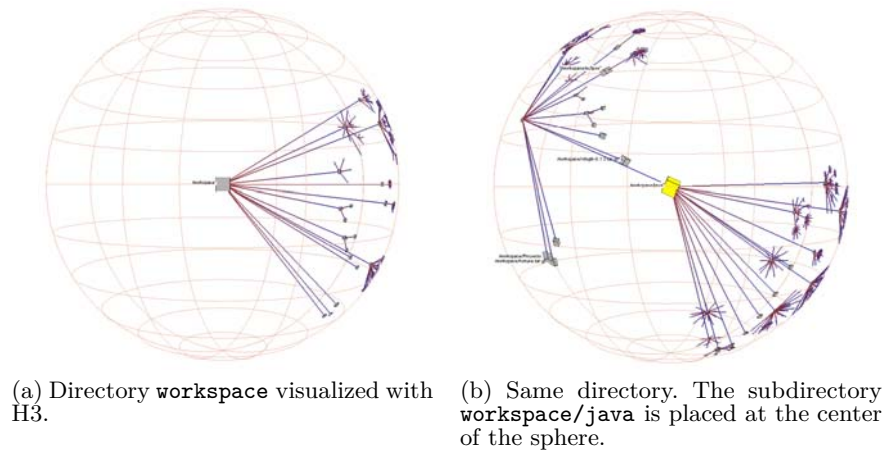 workspace
(a) Directory workspace visualized with
H3.
(b) Same directory. The subdirectory
workspace/java is placed at the center
of the sphere.